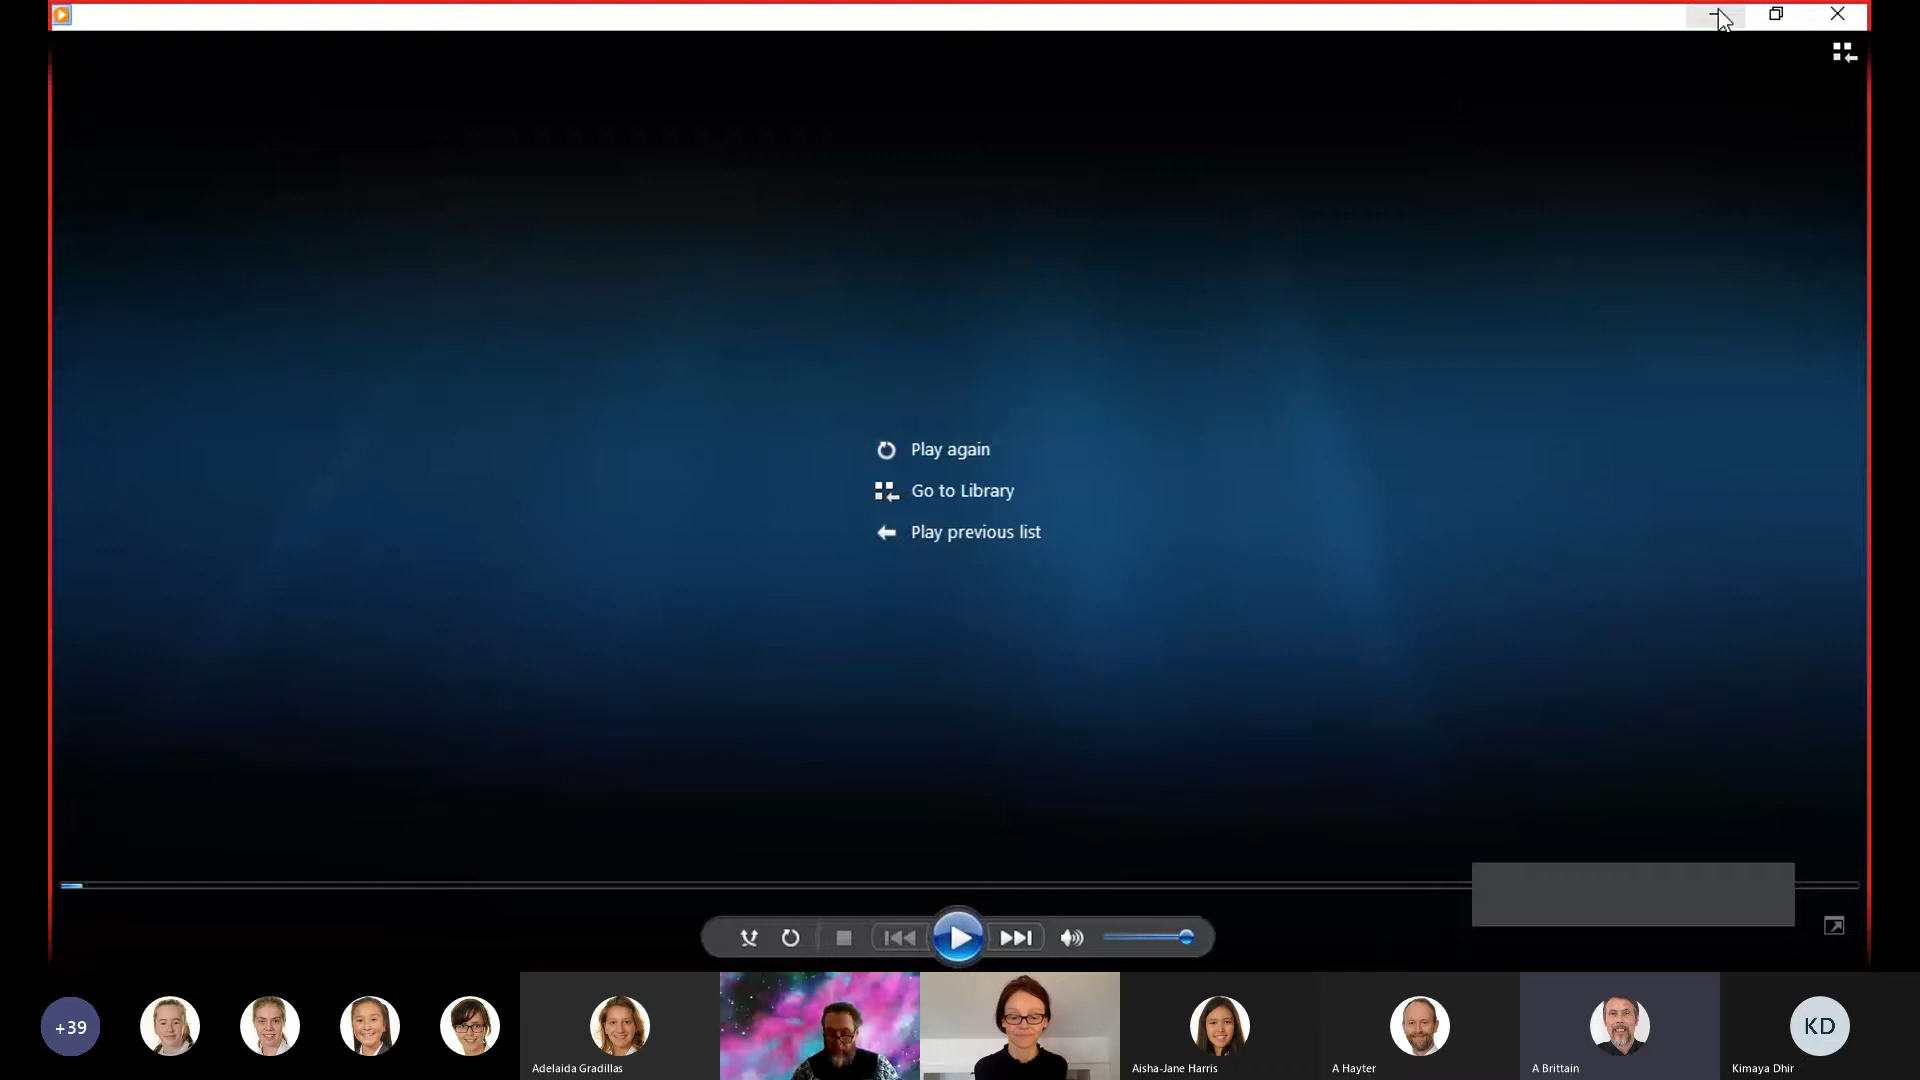 Play again
Go to Library
Play previous list
+39
Adelaida Gradillas
Aisha-Jane Harris
A Hayter
A Brittain
KD
Kimaya Dhir